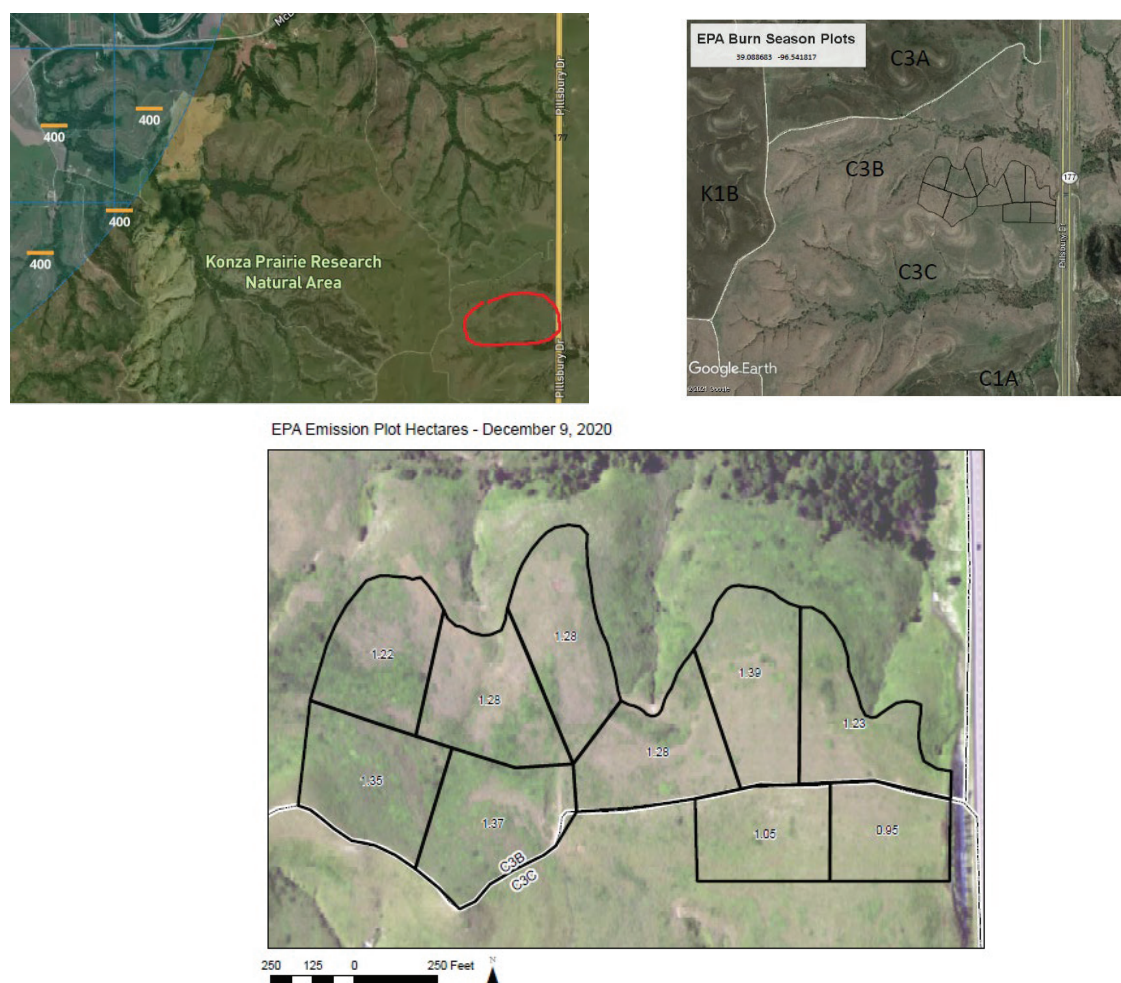 McD
Pillsbury Dr
177
400
400
400
400
Konza Prairie Research
Natural Area
Pillsbury Dr
EPA Burn Season Plots
39.088683 -96.541817
C3A
C3B
K1B
177
C3C
Pillsbury Dr
Google Earth
C1A
EPA Emission Plot Hectares - December 9, 2020
1.22
1.28
1.28
1.39
1.28
1.23
1.35
1.37
1.05
0.95
C3B
C3C
250 125 0 250 Feet
N